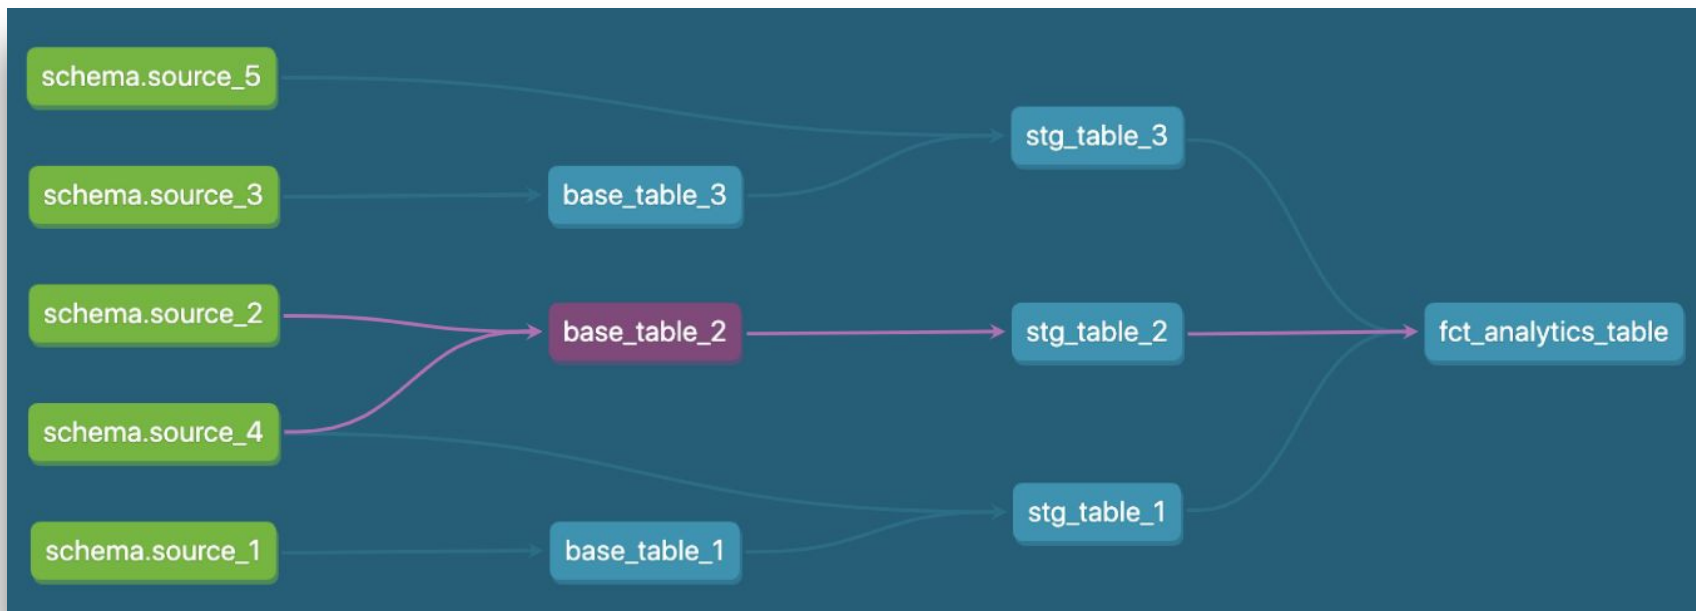 schema.source_5
schema.source_3
schema.source_2
schema.source_4
schema.source_1
base_table_3
base_table_2
base_table_1
stg_table_3
stg_table_2
stg_table_1
fct_analytics_table